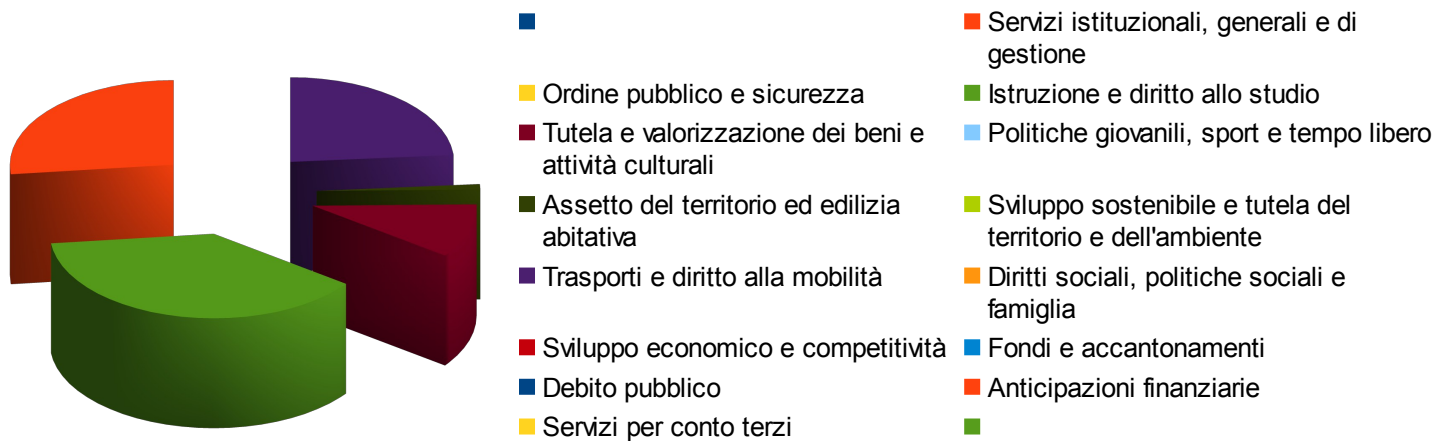 Servizi istituzionali, generali e di
gestione
Ordine pubblico e sicurezza
Istruzione e diritto allo studio
Tutela e valorizzazione dei beni e
attività culturali
Politiche giovanili, sport e tempo libero
Assetto del territorio ed edilizia
abitativa
Sviluppo sostenibile e tutela del
territorio e dell'ambiente
Trasporti e diritto alla mobilità
Diritti sociali, politiche sociali e
famiglia
Sviluppo economico e competitività
Fondi e accantonamenti
Debito pubblico
Anticipazioni finanziarie
Servizi per conto terzi